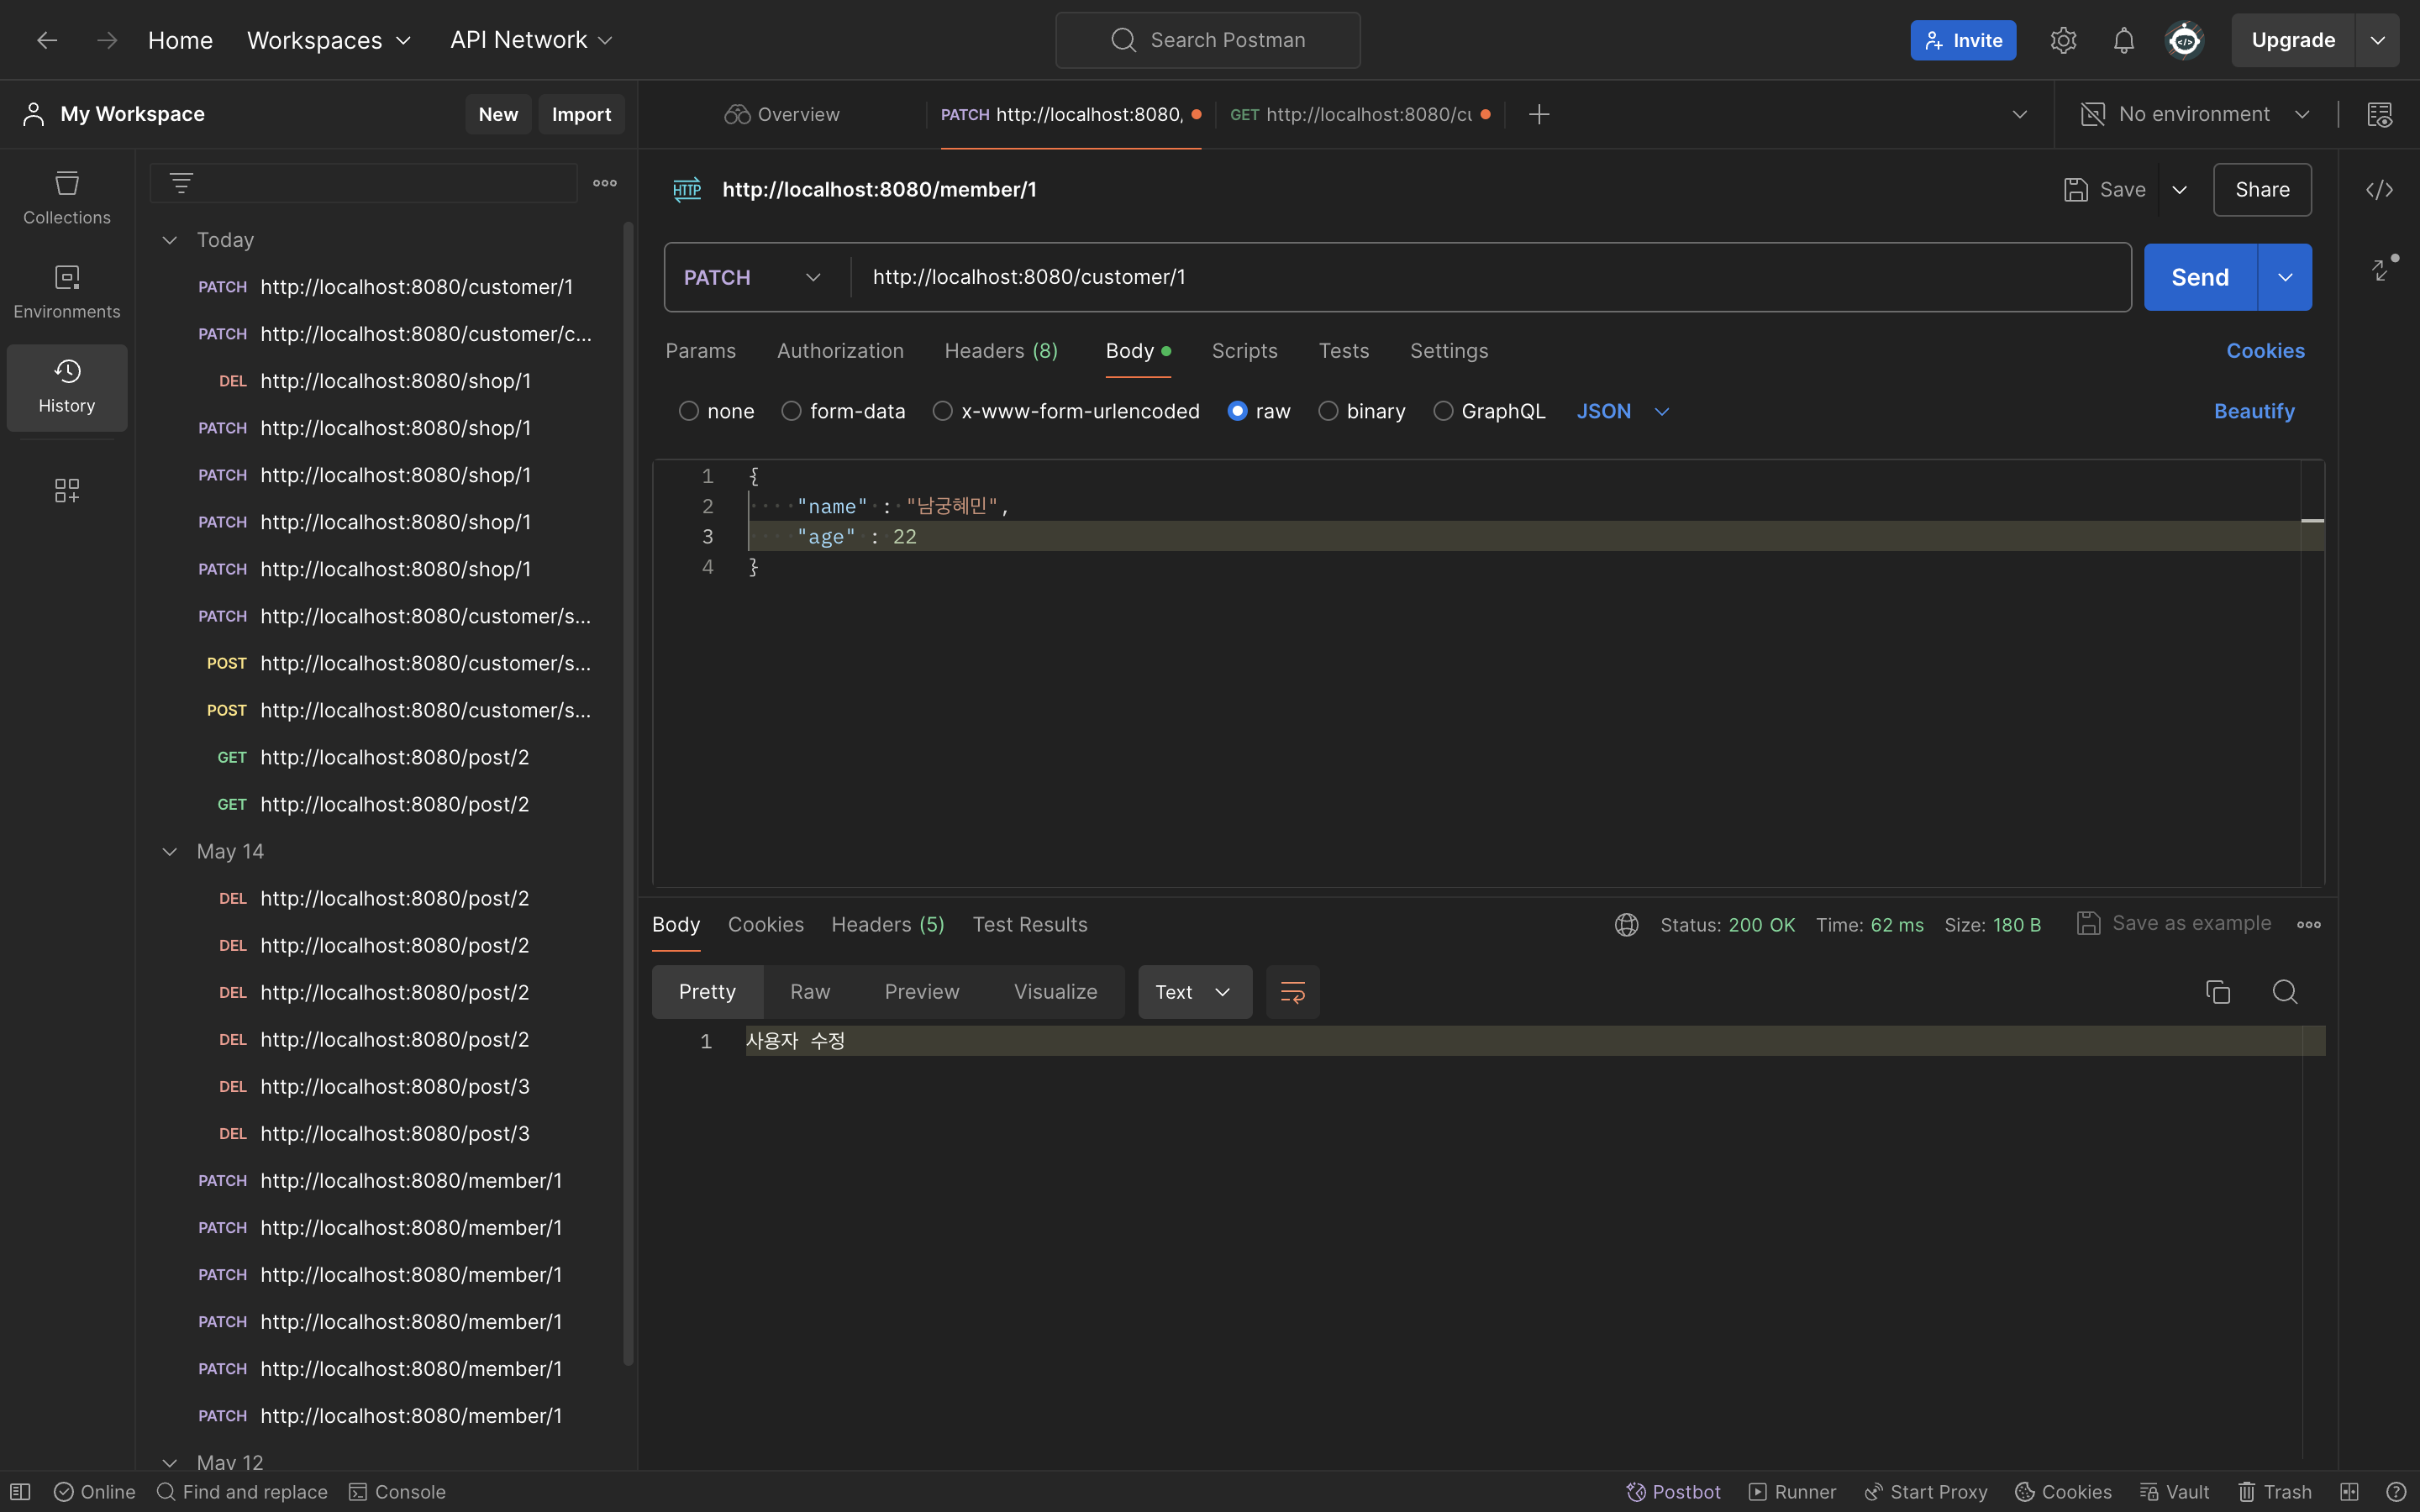 Home Workspaces API Network Search Postman Invite Upgrade
My Workspace New Import Overview PATCH http://localhost:8080, GET http://localhost:8080/cu No environment
Collections
Environments
History
Today
PATCH http://localhost:8080/customer/1
PATCH http://localhost:8080/customer/c...
DEL http://localhost:8080/shop/1
PATCH http://localhost:8080/shop/1
PATCH http://localhost:8080/shop/1
PATCH http://localhost:8080/shop/1
PATCH http://localhost:8080/shop/1
PATCH http://localhost:8080/customer/s...
POST http://localhost:8080/customer/s...
POST http://localhost:8080/customer/s...
GET http://localhost:8080/post/2
GET http://localhost:8080/post/2
May 14
DEL http://localhost:8080/post/2
DEL http://localhost:8080/post/2
DEL http://localhost:8080/post/2
DEL http://localhost:8080/post/2
DEL http://localhost:8080/post/3
DEL http://localhost:8080/post/3
PATCH http://localhost:8080/member/1
PATCH http://localhost:8080/member/1
PATCH http://localhost:8080/member/1
PATCH http://localhost:8080/member/1
PATCH http://localhost:8080/member/1
PATCH http://localhost:8080/member/1
May 12
HTTP http://localhost:8080/member/1 Save Share
PATCH http://localhost:8080/customer/1 Send
Params Authorization Headers (8) Body Scripts Tests Settings Cookies
none form-data x-www-form-urlencoded raw binary GraphQL JSON Beautify
1 {
2 "name" : "남궁혜민",
3 "age" : 22
4 }
Body Cookies Headers (5) Test Results Status: 200 OK Time: 62 ms Size: 180 B Save as example
Pretty Raw Preview Visualize Text
1 사용자 수정
Online Find and replace Console Postbot Runner Start Proxy Cookies Vault Trash